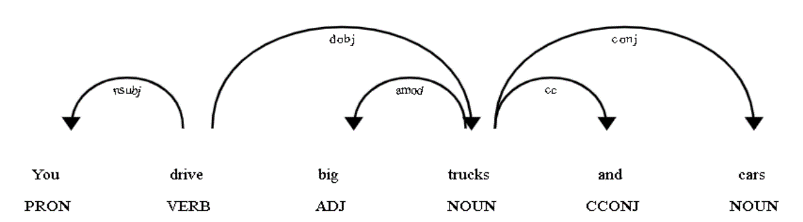 dobj conj
nsubj amod cc
You drive big trucks and cars
PRON VERB ADJ NOUN CCONJ NOUN